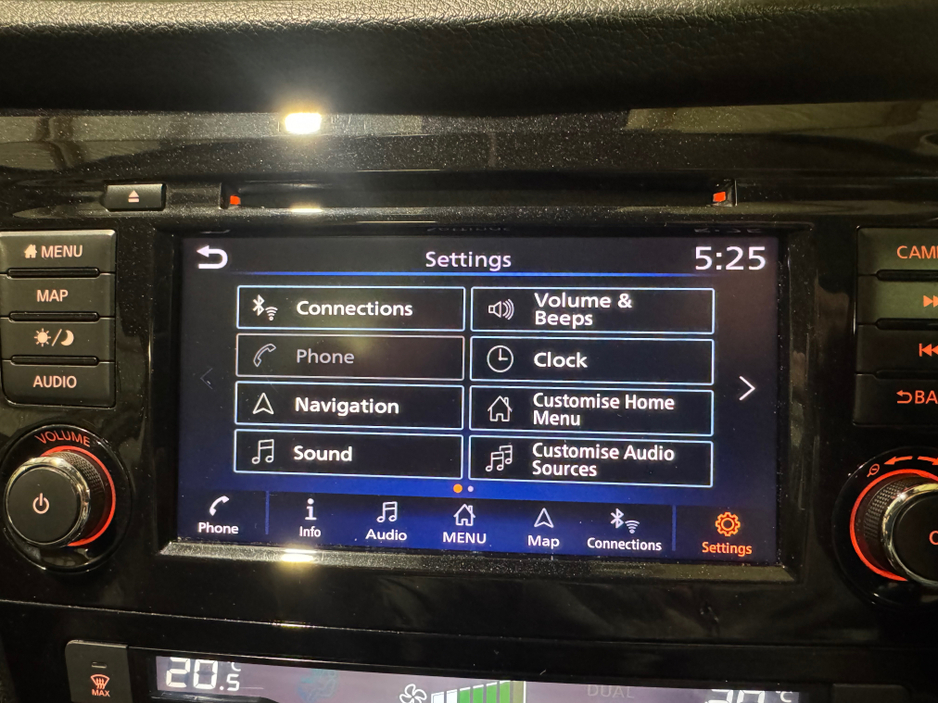 MENU
MAP
AUDIO
VOLUME
Settings
5:25
Connections
Volume &
Beeps
Phone
Clock
Navigation
Customise Home
Menu
Sound
Customise Audio
Sources
Phone
Info
Audio
MENU
Map
Connections
Settings
MAX
20.5°C
DUAL